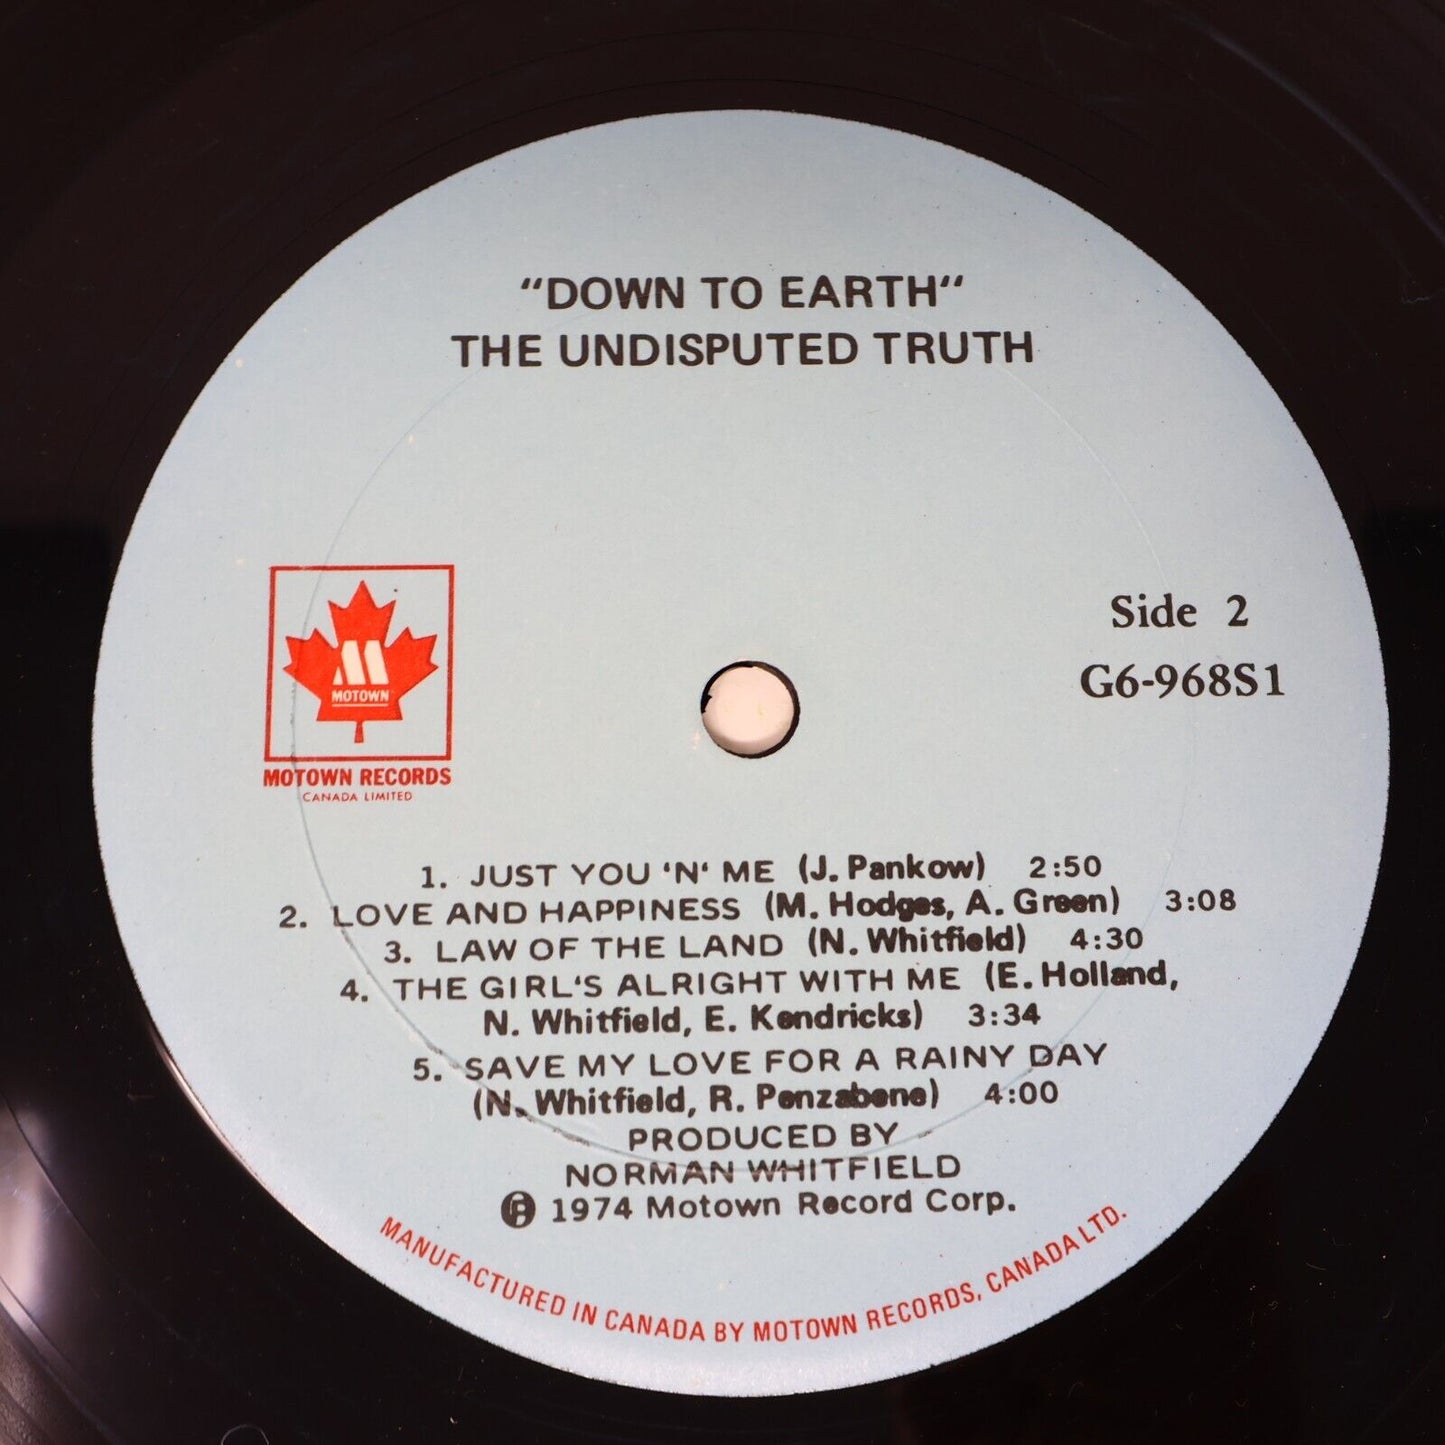 "DOWN TO EARTH"
THE UNDISPUTED TRUTH
M
MOTOWN
MOTOWN RECORDS
CANADA LIMITED
Side 2
G6-968S1
1. JUST YOU 'N' ME (J. Pankow) 2:50
2. LOVE AND HAPPINESS (M. Hodges, A. Green) 3:08
3. LAW OF THE LAND (N. Whitfield) 4:30
4. THE GIRL'S ALRIGHT WITH ME (E. Holland,
N. Whitfield, E. Kendricks) 3:34
5. SAVE MY LOVE FOR A RAINY DAY
(N. Whitfield, R. Penzabene) 4:00
PRODUCED BY
NORMAN WHITFIELD
℗ 1974 Motown Record Corp.
MANUFACTURED IN CANADA BY MOTOWN RECORDS, CANADA LTD.